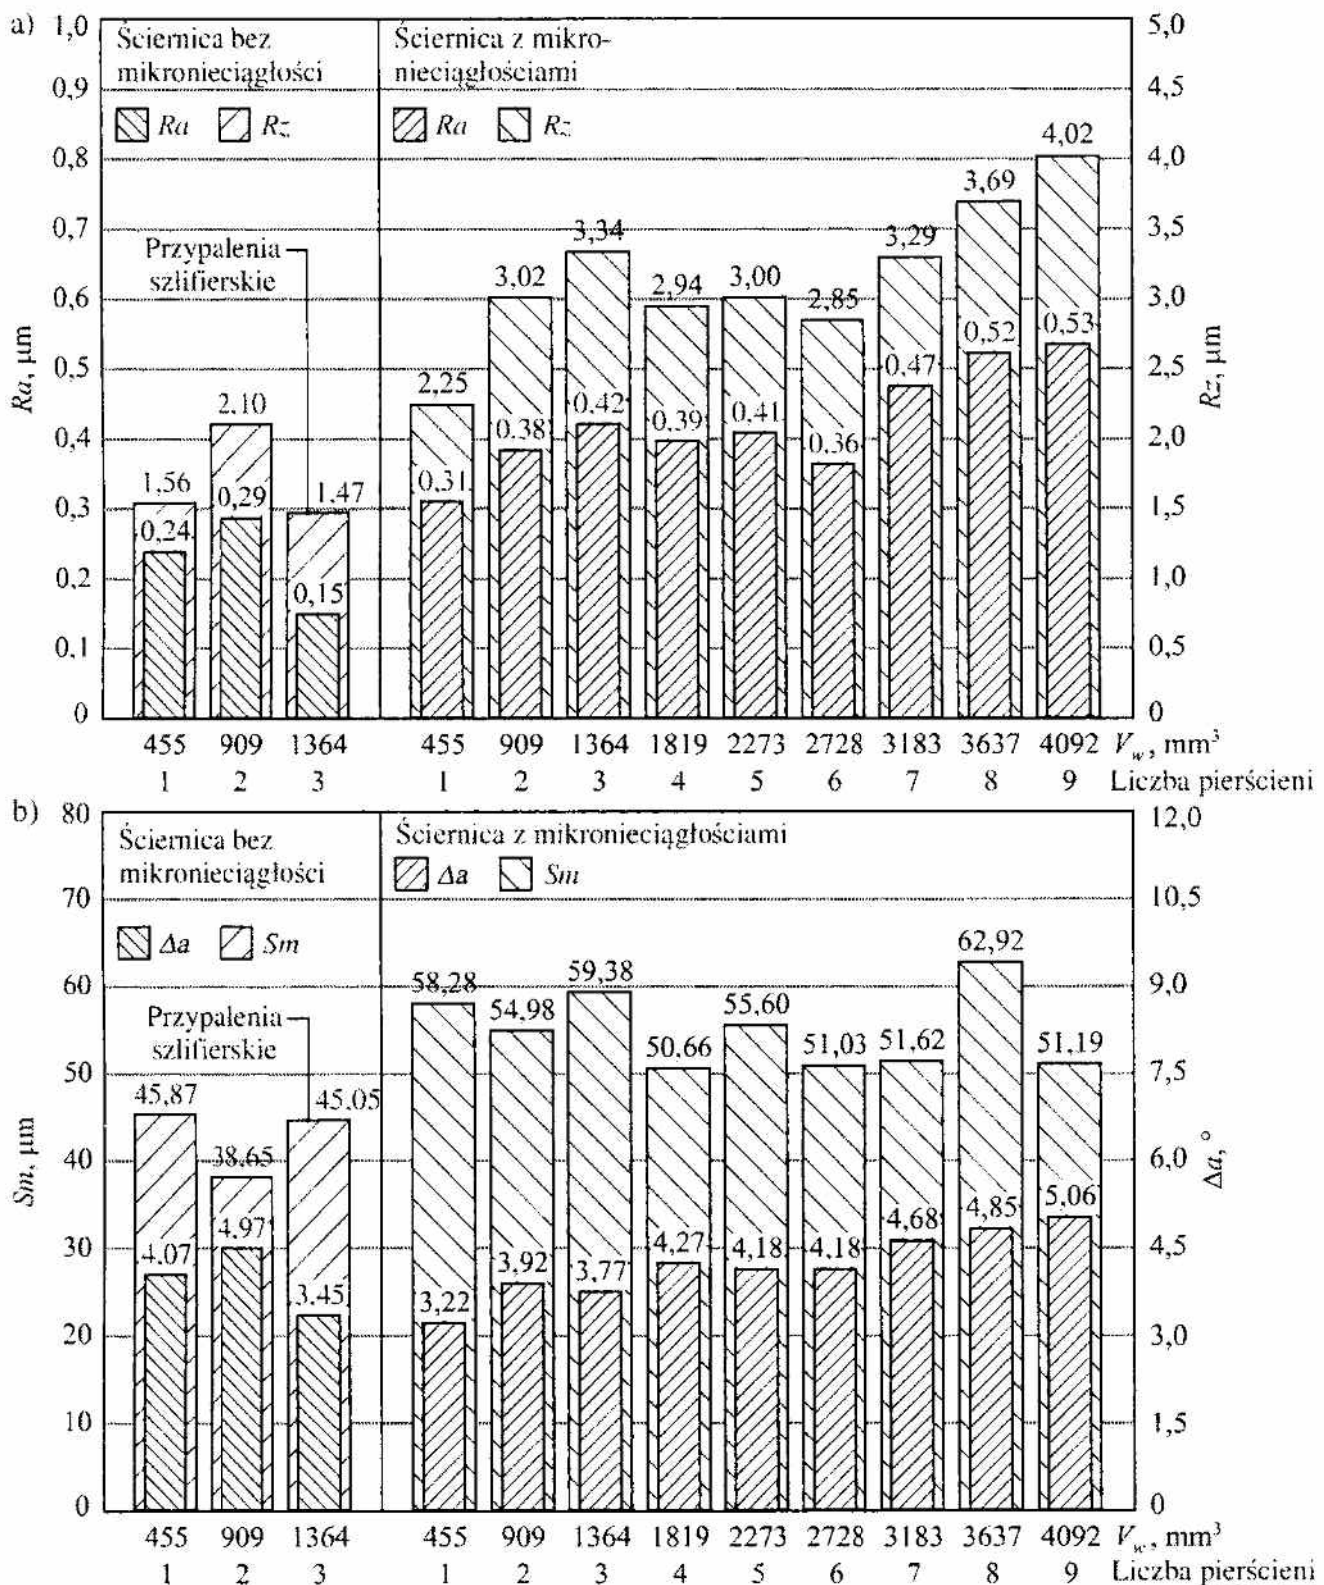 a)
Ściernica bez
mikronieciągłości
Ra Rz
Ściernica z mikro-
nieciągłościami
Ra Rz
Przypalenia
szlifierskie
Ra, μm
1,0
0,9
0,8
0,7
0,6
0,5
0,4
0,3
0,2
0,1
0
Rz, μm
5,0
4,5
4,0
3,5
3,0
2,5
2,0
1,5
1,0
0,5
0
1,56 2,10 1,47 2,25 3,02 3,34 2,94 3,00 2,85 3,29 3,69 4,02
0,24 0,29 0,15 0,31 0,38 0,42 0,39 0,41 0,36 0,47 0,52 0,53
455 909 1364 455 909 1364 1819 2273 2728 3183 3637 4092 Vw, mm³
1 2 3 1 2 3 4 5 6 7 8 9 Liczba pierścieni
b)
Ściernica bez
mikronieciągłości
Δa Sm
Ściernica z mikronieciągłościami
Δa Sm
Przypalenia
szlifierskie
Sm, μm
80
70
60
50
40
30
20
10
0
Δa,°
12,0
10,5
9,0
7,5
6,0
4,5
3,0
1,5
0
45,87 38,65 45,05 58,28 54,98 59,38 50,66 55,60 51,03 51,62 62,92 51,19
4,07 4,97 3,45 3,22 3,92 3,77 4,27 4,18 4,18 4,68 4,85 5,06
455 909 1364 455 909 1364 1819 2273 2728 3183 3637 4092 Vw, mm³
1 2 3 1 2 3 4 5 6 7 8 9 Liczba pierścieni